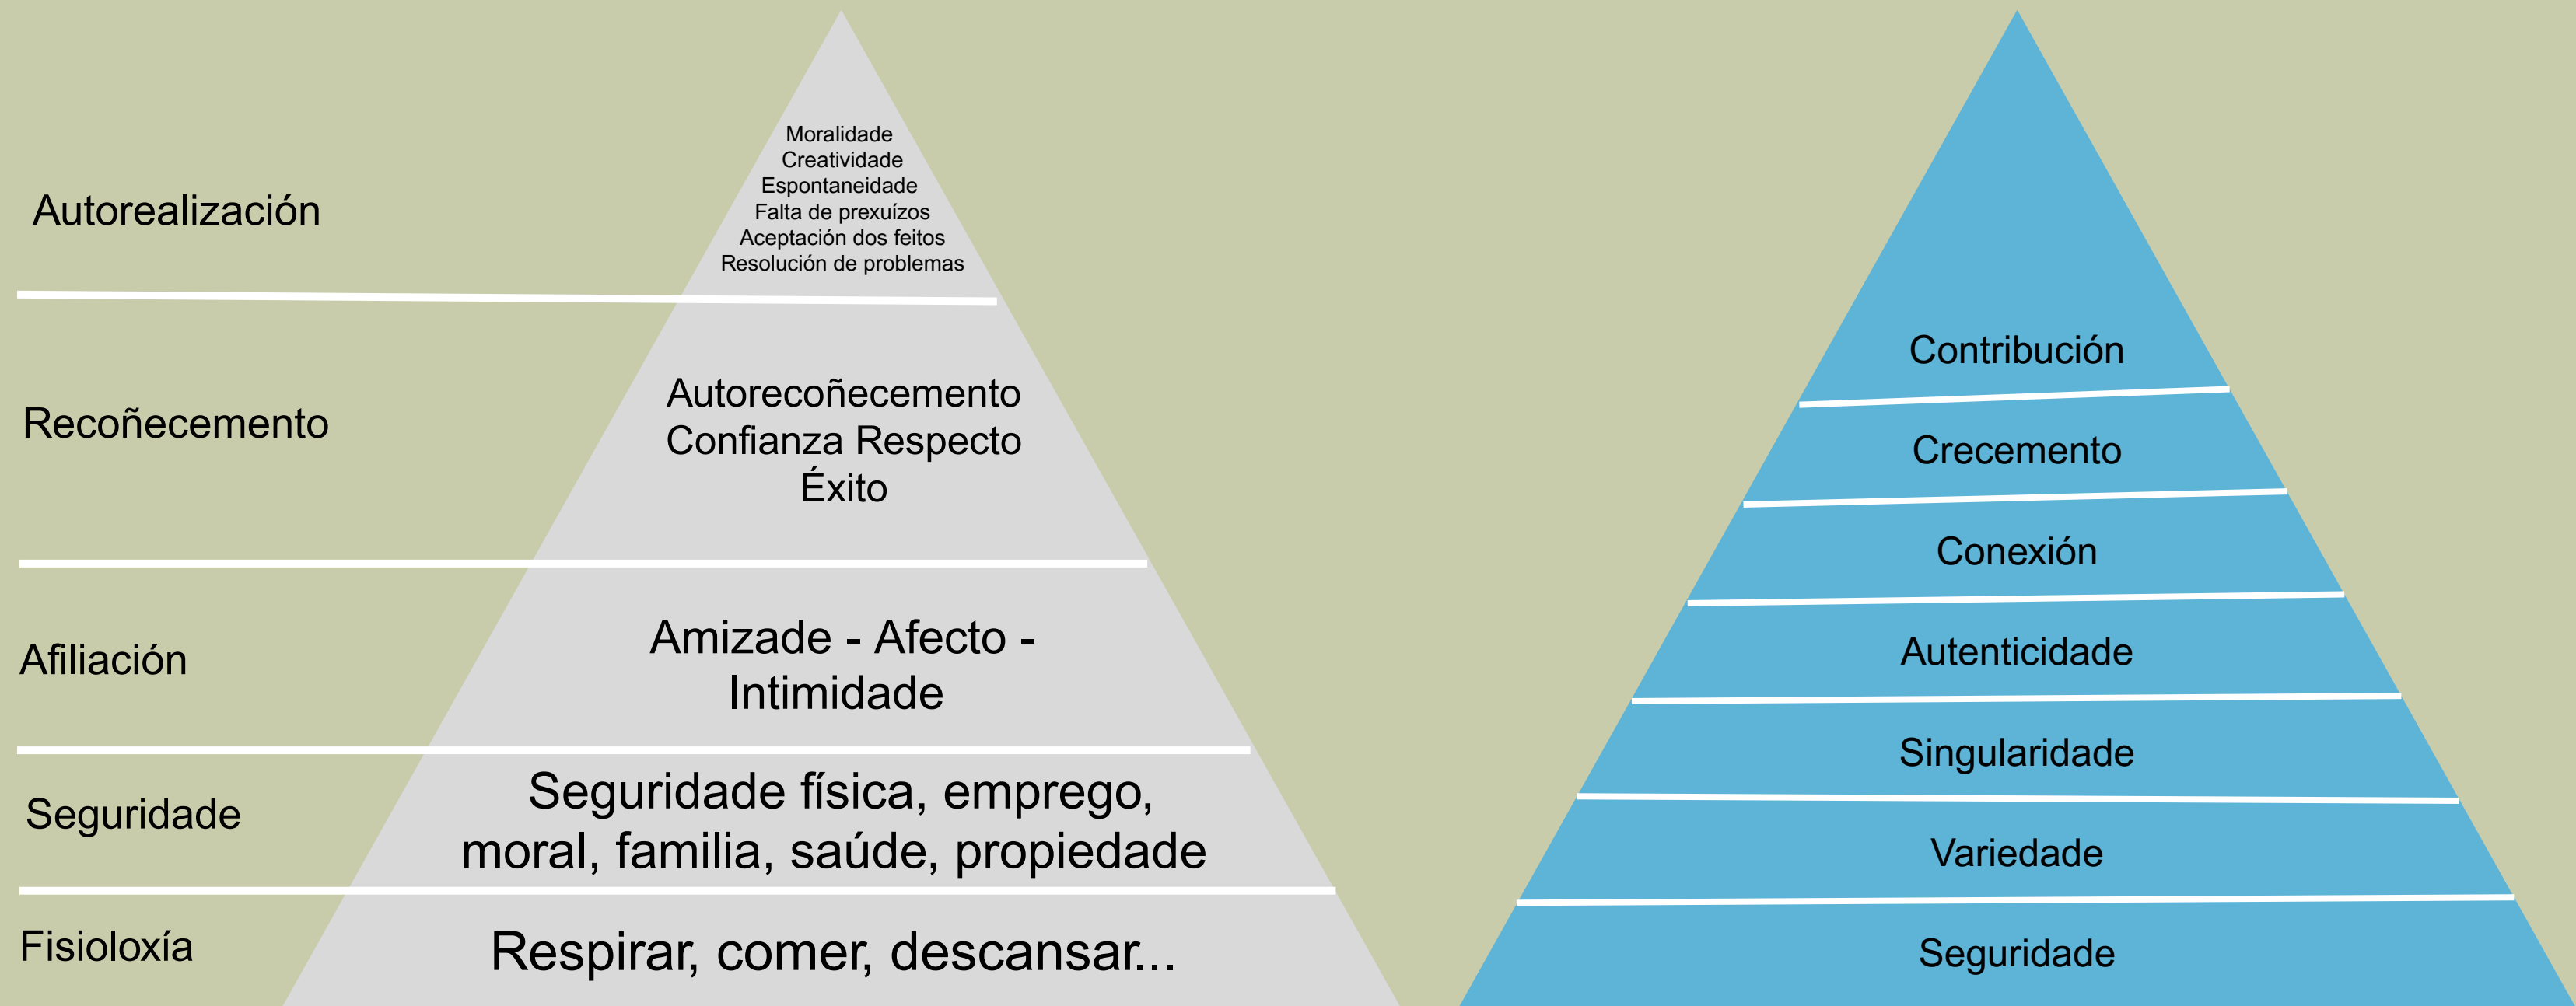 Autorealización
Moralidade
Creatividade
Espontaneidade
Falta de prexuízos
Aceptación dos feitos
Resolución de problemas
Recoñecemento
Autorecoñecemento
Confianza Respecto
Éxito
Afiliación
Amizade - Afecto -
Intimidade
Seguridade
Seguridade física, emprego,
moral, familia, saúde, propiedade
Fisioloxía
Respirar, comer, descansar...
Contribución
Crecemento
Conexión
Autenticidade
Singularidade
Variedade
Seguridade